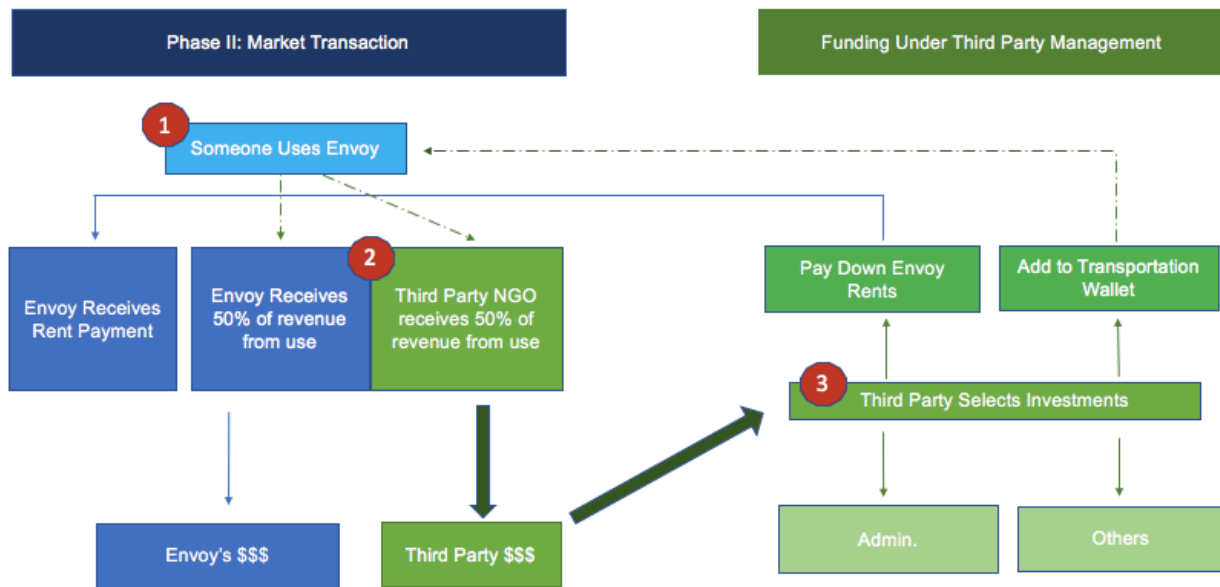 Phase II: Market Transaction
Funding Under Third Party Management
1
Someone Uses Envoy
Envoy Receives
Rent Payment
Envoy Receives
50% of revenue
from use
2
Third Party NGO
receives 50% of
revenue from use
Pay Down Envoy
Rents
Add to Transportation
Wallet
3
Third Party Selects Investments
Envoy's $$$
Third Party $$$
Admin.
Others